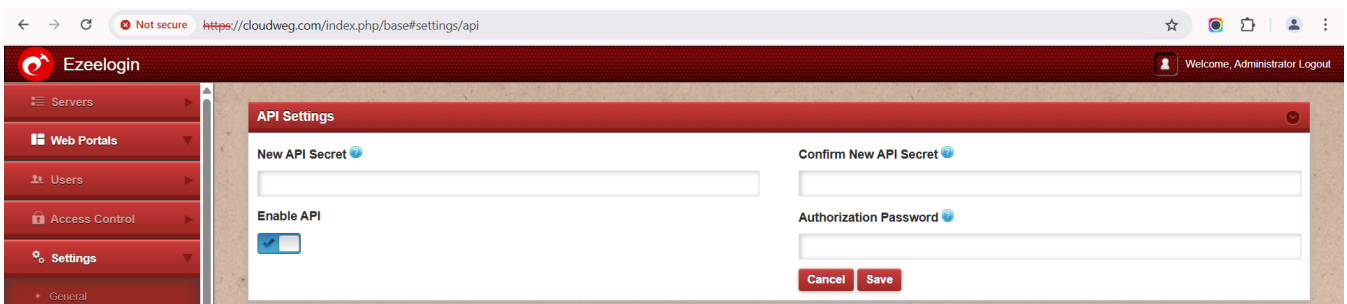 Not secure https://cloudweg.com/index.php/base#settings/api
Ezeelogin
Welcome, Administrator Logout
Servers
Web Portals
Users
Access Control
Settings
General
API Settings
New API Secret
Confirm New API Secret
Enable API
Authorization Password
Cancel Save